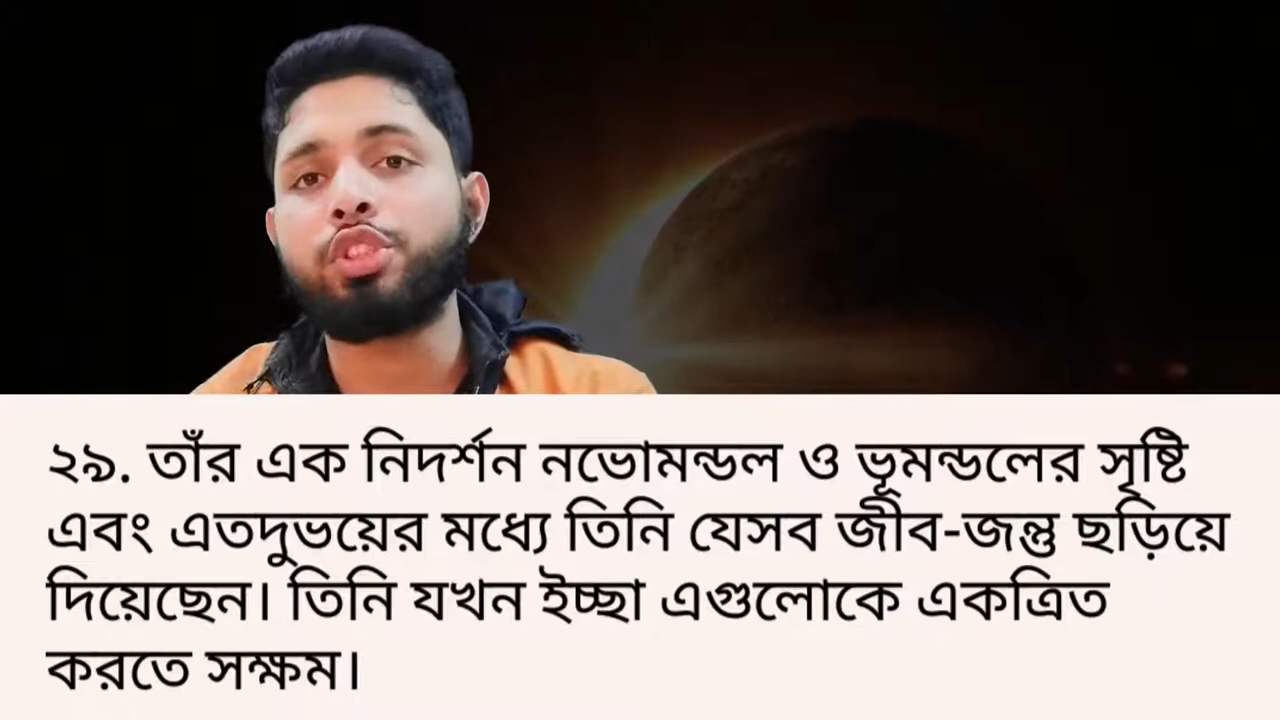 ২৯. তাঁর এক নিদর্শন নভোমন্ডল ও ভূমন্ডলের সৃষ্টি
এবং এতদুভয়ের মধ্যে তিনি যেসব জীব-জন্তু ছড়িয়ে
দিয়েছেন। তিনি যখন ইচ্ছা এগুলোকে একত্রিত
করতে সক্ষম।